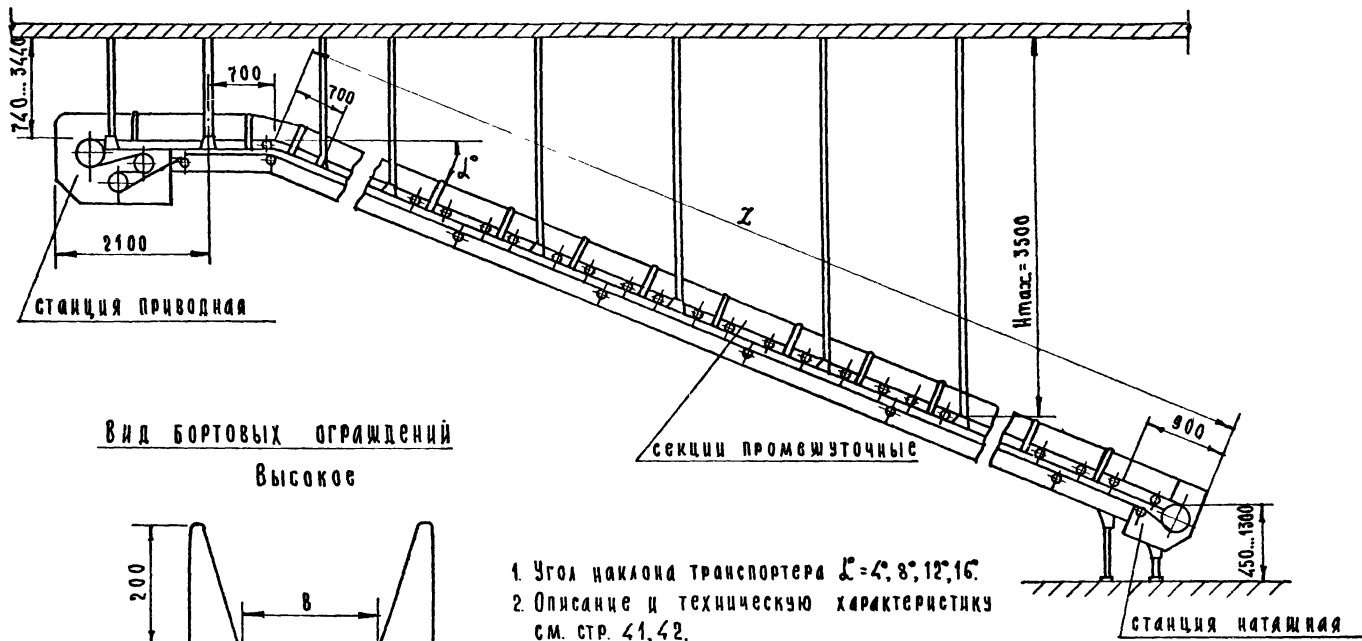 740...3440
700
700
α°
2100
L
Hmax = 3500
станция приводная
секции промежуточные
900
450...1300
станция натяжная
Вид бортовых ограждений
Высокое
200
В
1. Угол наклона транспортера α = 4°, 8°, 12°, 16°.
2. Описание и техническую характеристику
см. стр. 41, 42.